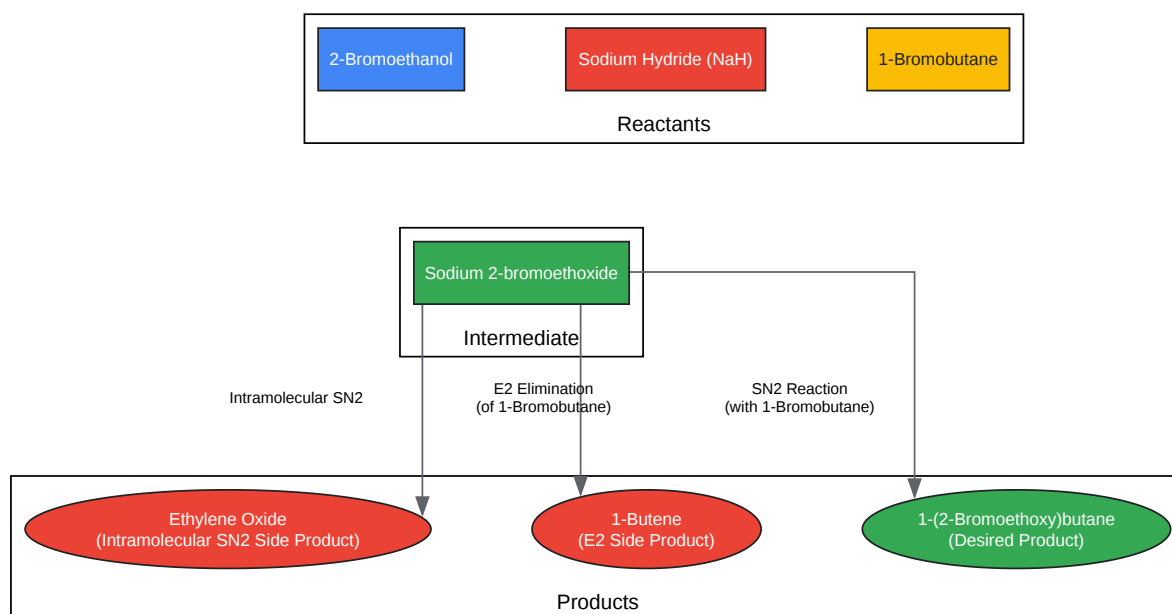 2-Bromoethanol
Sodium Hydride (NaH)
1-Bromobutane
Reactants
Sodium 2-bromoethoxide
Intermediate
Intramolecular SN2
E2 Elimination
(of 1-Bromobutane)
SN2 Reaction
(with 1-Bromobutane)
Ethylene Oxide
(Intramolecular SN2 Side Product)
1-Butene
(E2 Side Product)
1-(2-Bromoethoxy)butane
(Desired Product)
Products